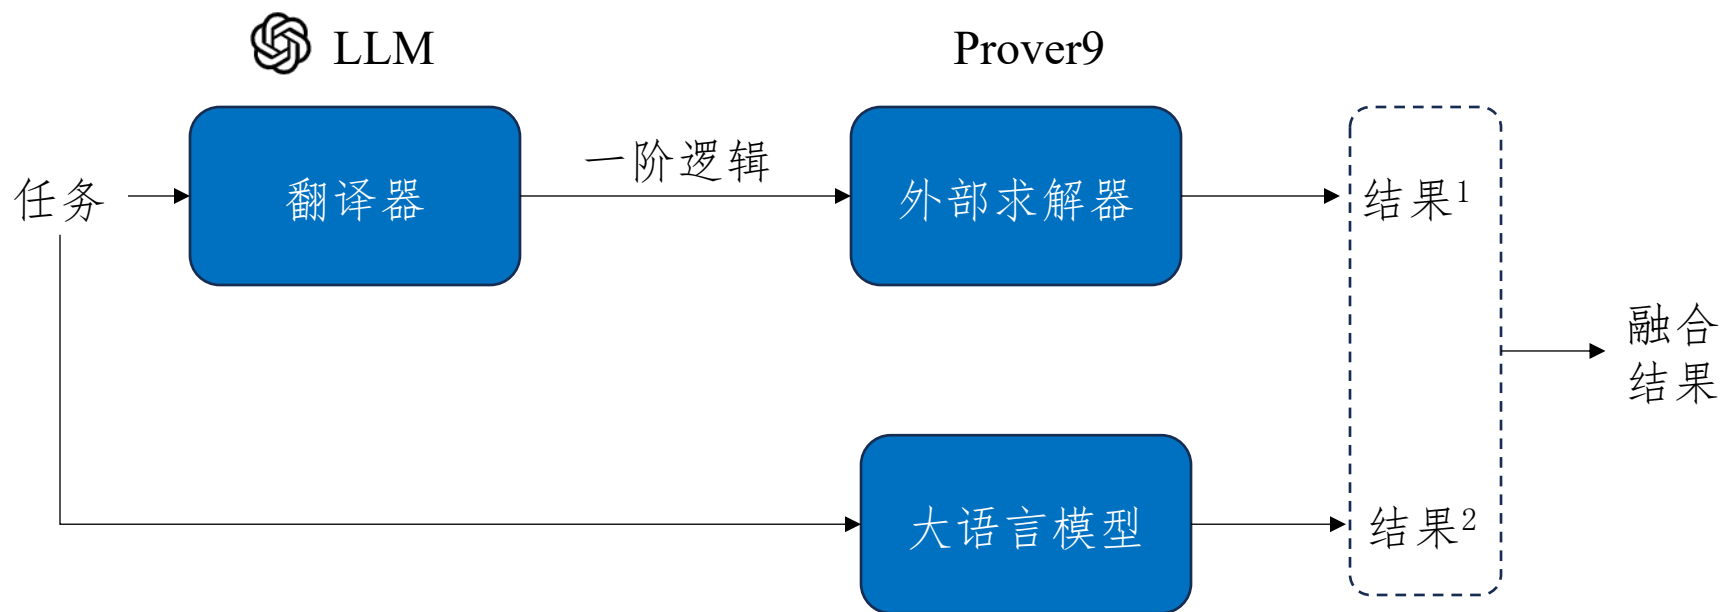 LLM
Prover9
任务
翻译器
一阶逻辑
外部求解器
结果1
融合
结果
大语言模型
结果2